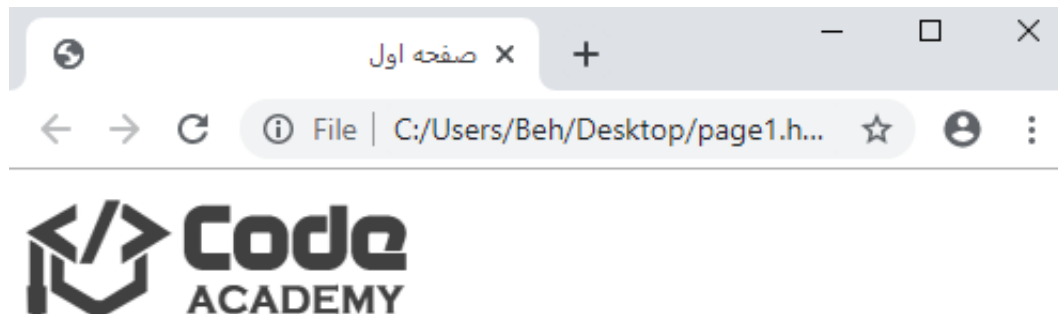 صفحه اول
File | C:/Users/Beh/Desktop/page1.h...
</> Code
ACADEMY